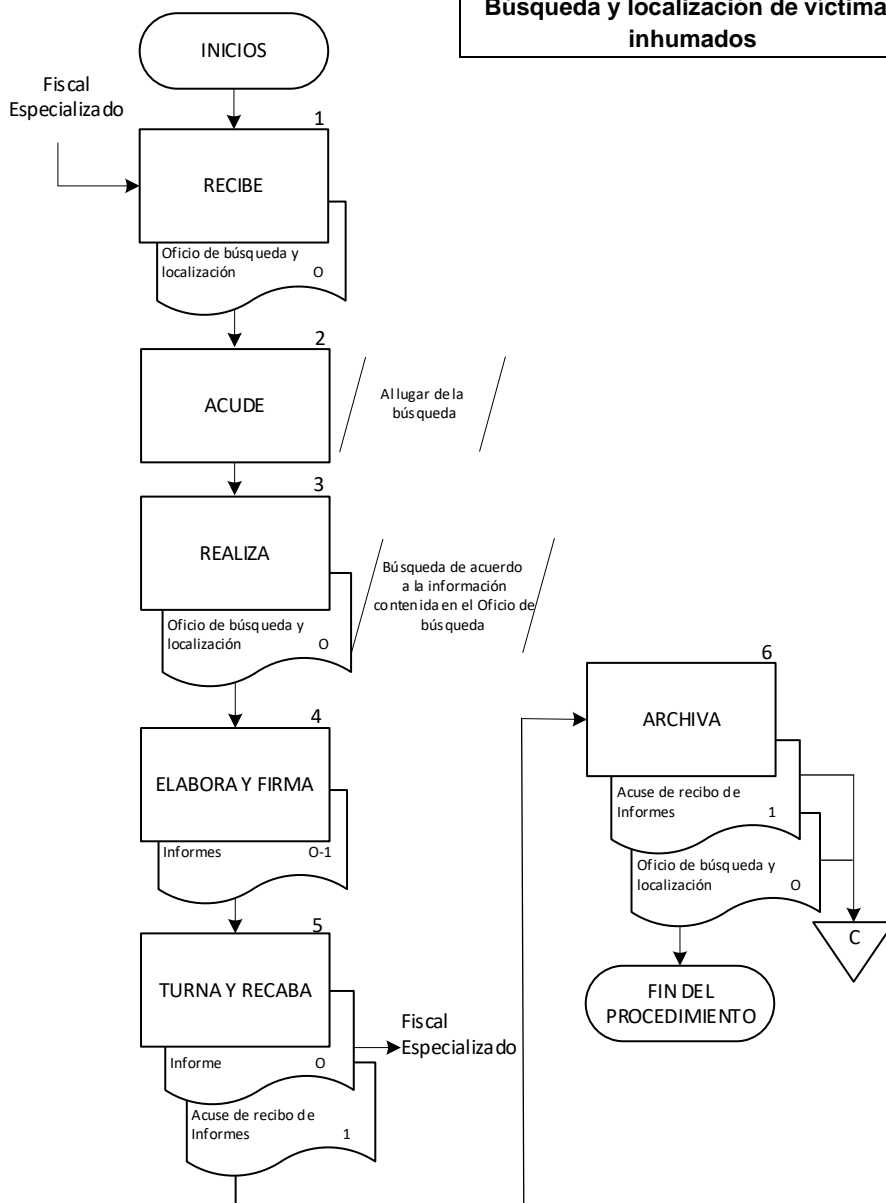 Búsqueda y localización de víctima
inhumados
INICIOS
Fiscal
Especializado
1
RECIBE
Oficio de búsqueda y
localización O
2
ACUDE
Al lugar de la
búsqueda
3
REALIZA
Búsqueda de acuerdo
a la información
contenida en el Oficio de
búsqueda
Oficio de búsqueda y
localización O
4
ELABORA Y FIRMA
Informes O-1
5
TURNA Y RECABA
Fiscal
Especializado
Informe O
Acuse de recibo de
Informes 1
6
ARCHIVA
Acuse de recibo de
Informes 1
Oficio de búsqueda y
localización O
C
FIN DEL
PROCEDIMIENTO